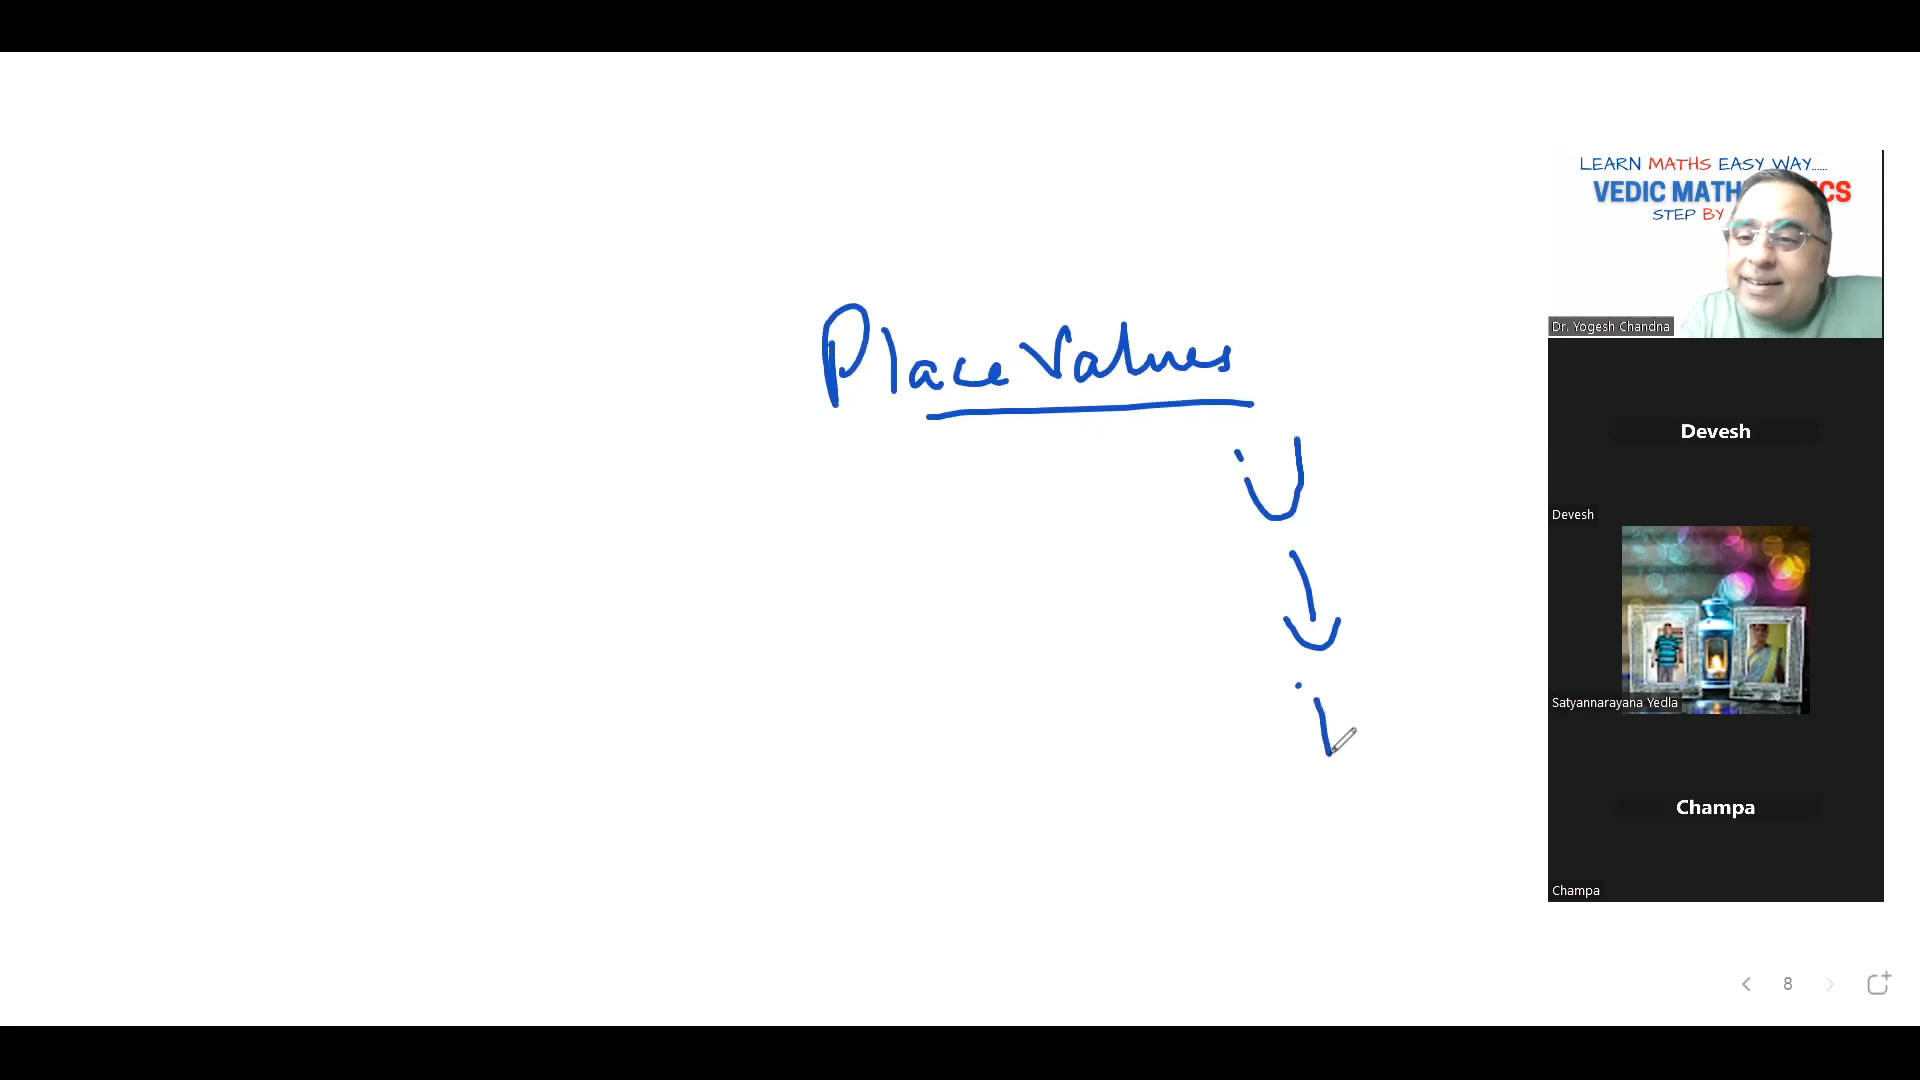 LEARN MATHS EASY WAY......
VEDIC MATH CS
STEP BY
Place Values
Dr. Yogesh Chandna
Devesh
Devesh
Satyannarayana Yedla
Champa
Champa
8